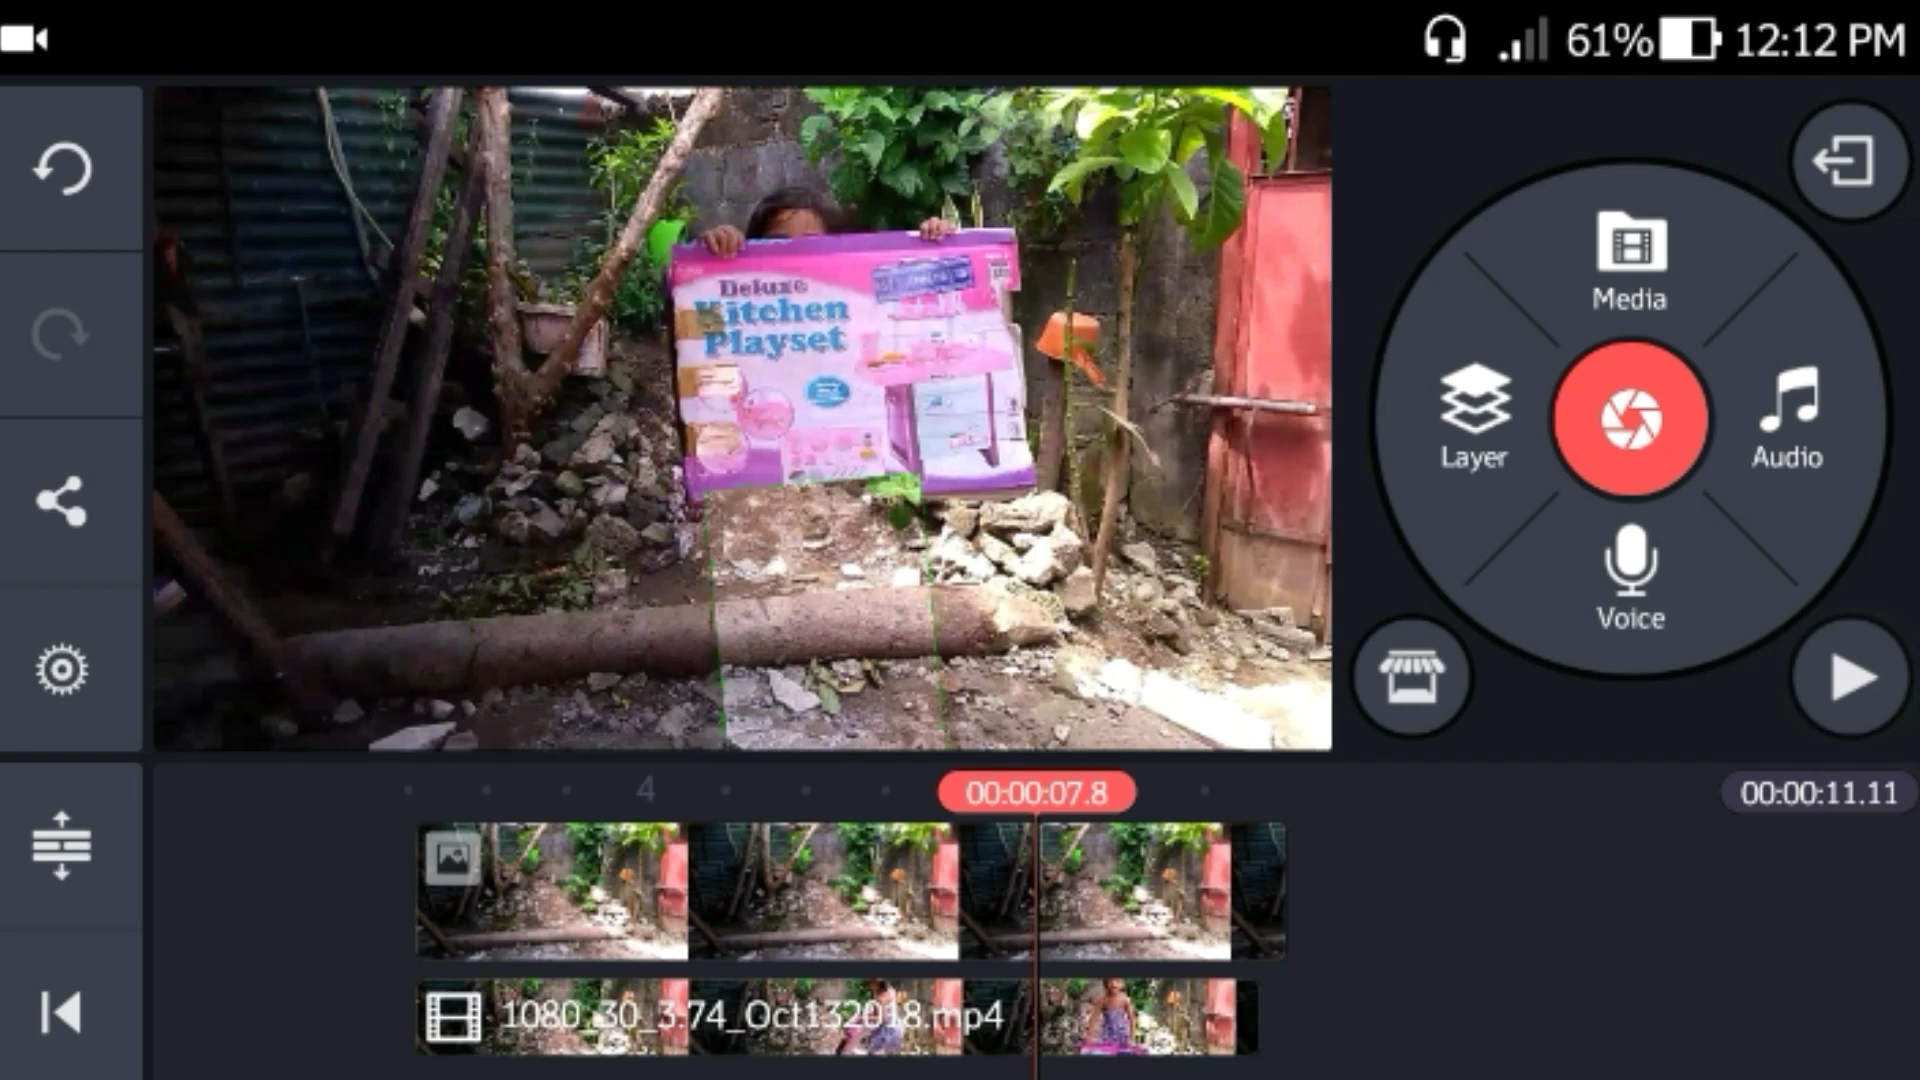 61% 12:12 PM
Deluxe
Kitchen
Playset
Media
Layer
Audio
Voice
4
00:00:07.8
00:00:11.11
1080_30_3.74_Oct132018.mp4